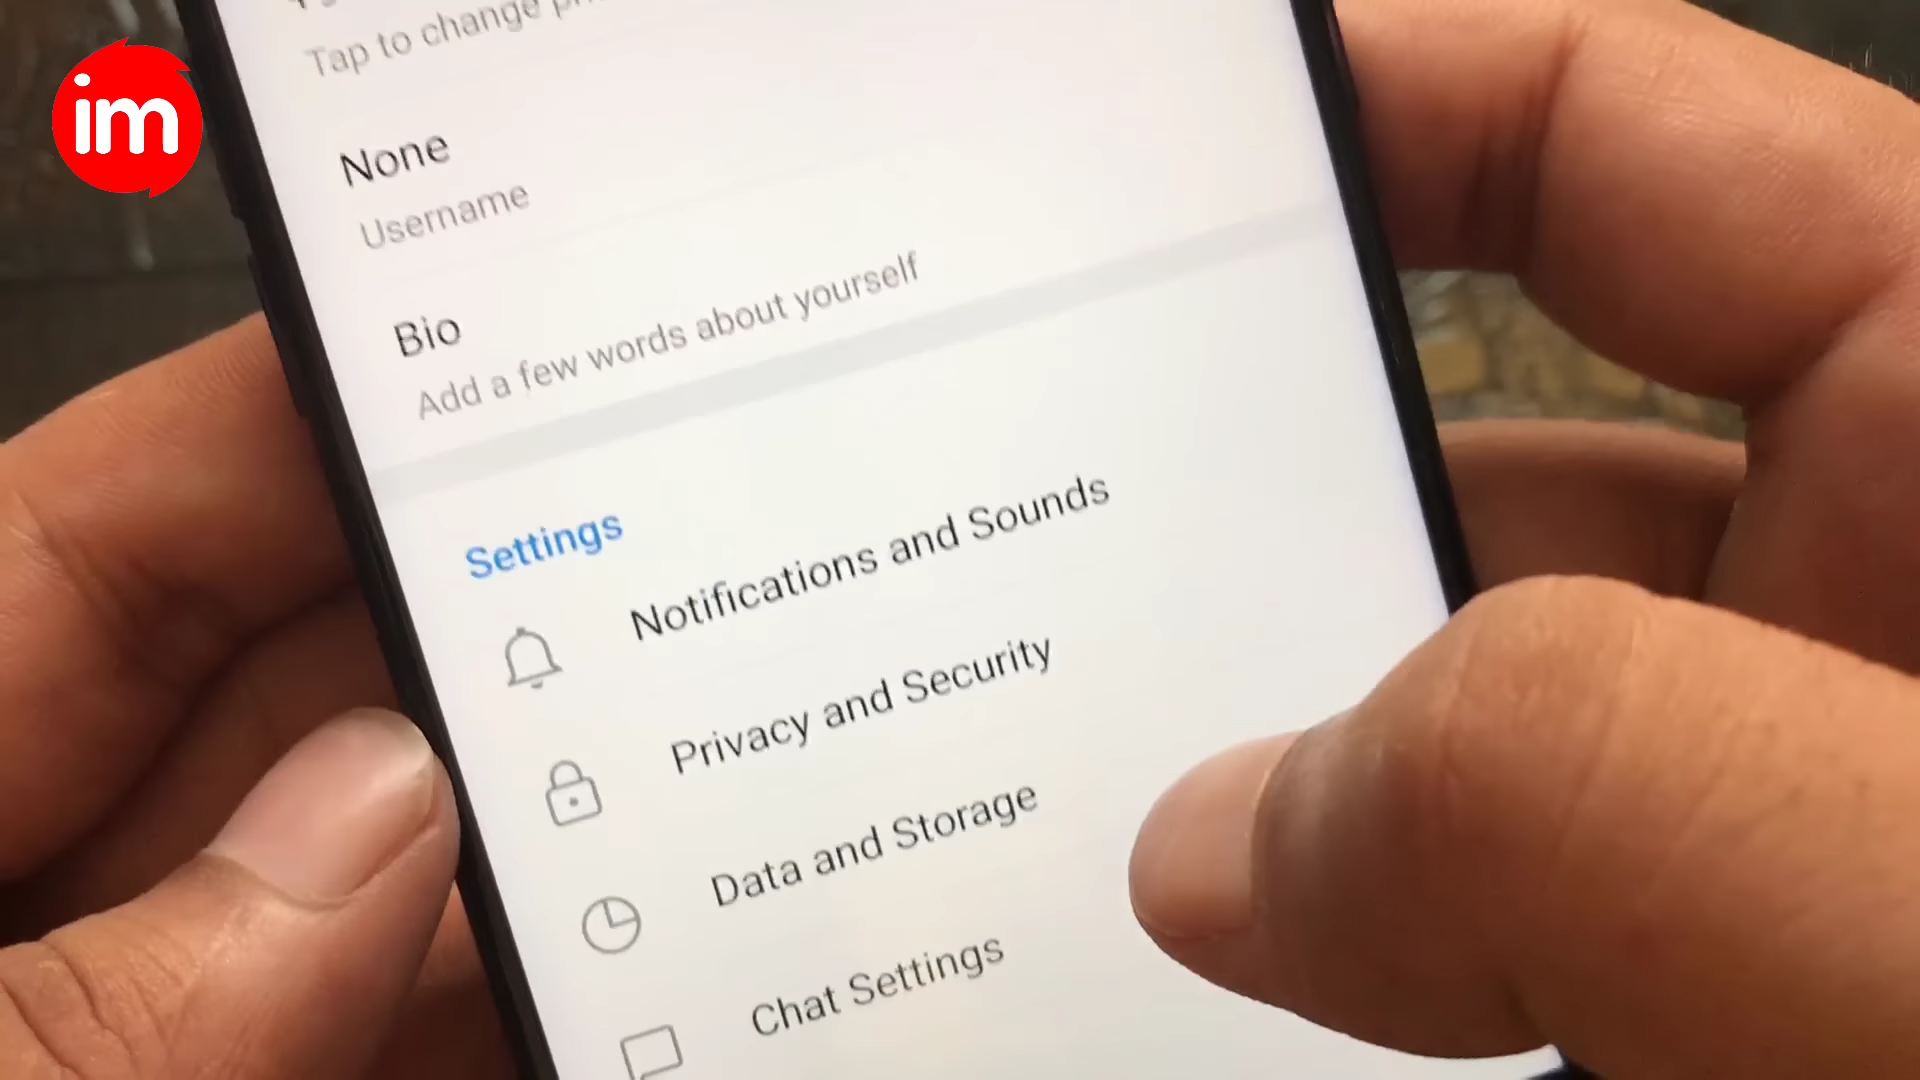 im
Tap to change
None
Username
Bio
Add a few words about yourself
Settings
Notifications and Sounds
Privacy and Security
Data and Storage
Chat Settings